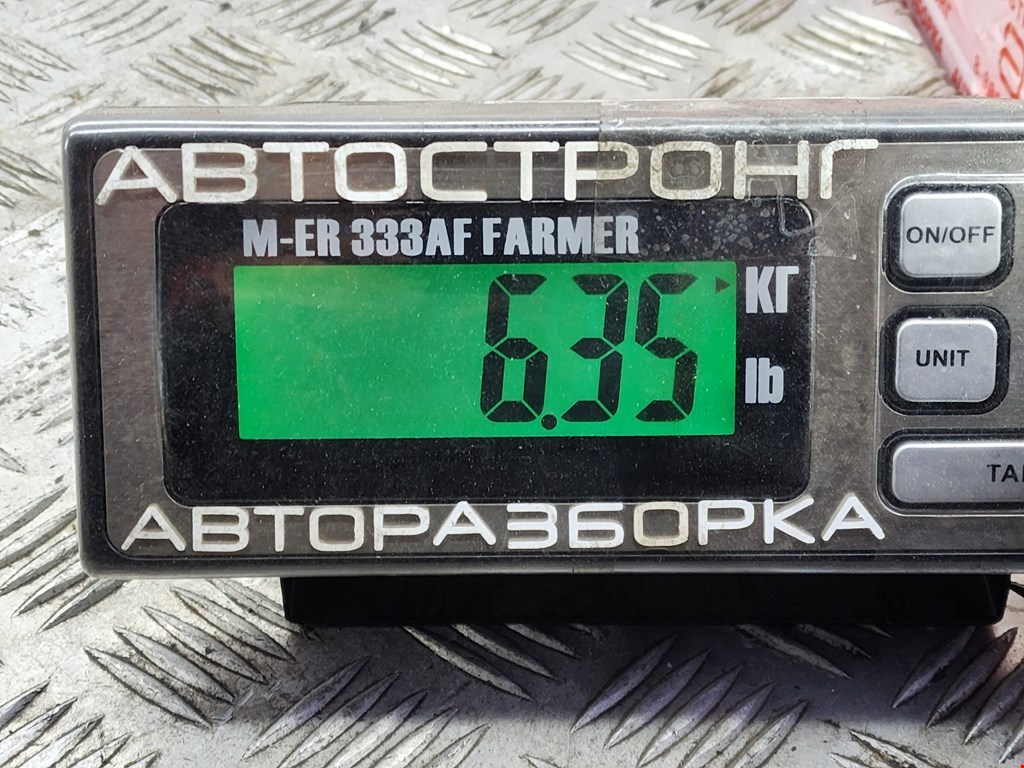 АВТОСТРОНГ
M-ER 333AF FARMER
6.35
КГ
lb
ON/OFF
UNIT
АВТОРАЗБОРКА